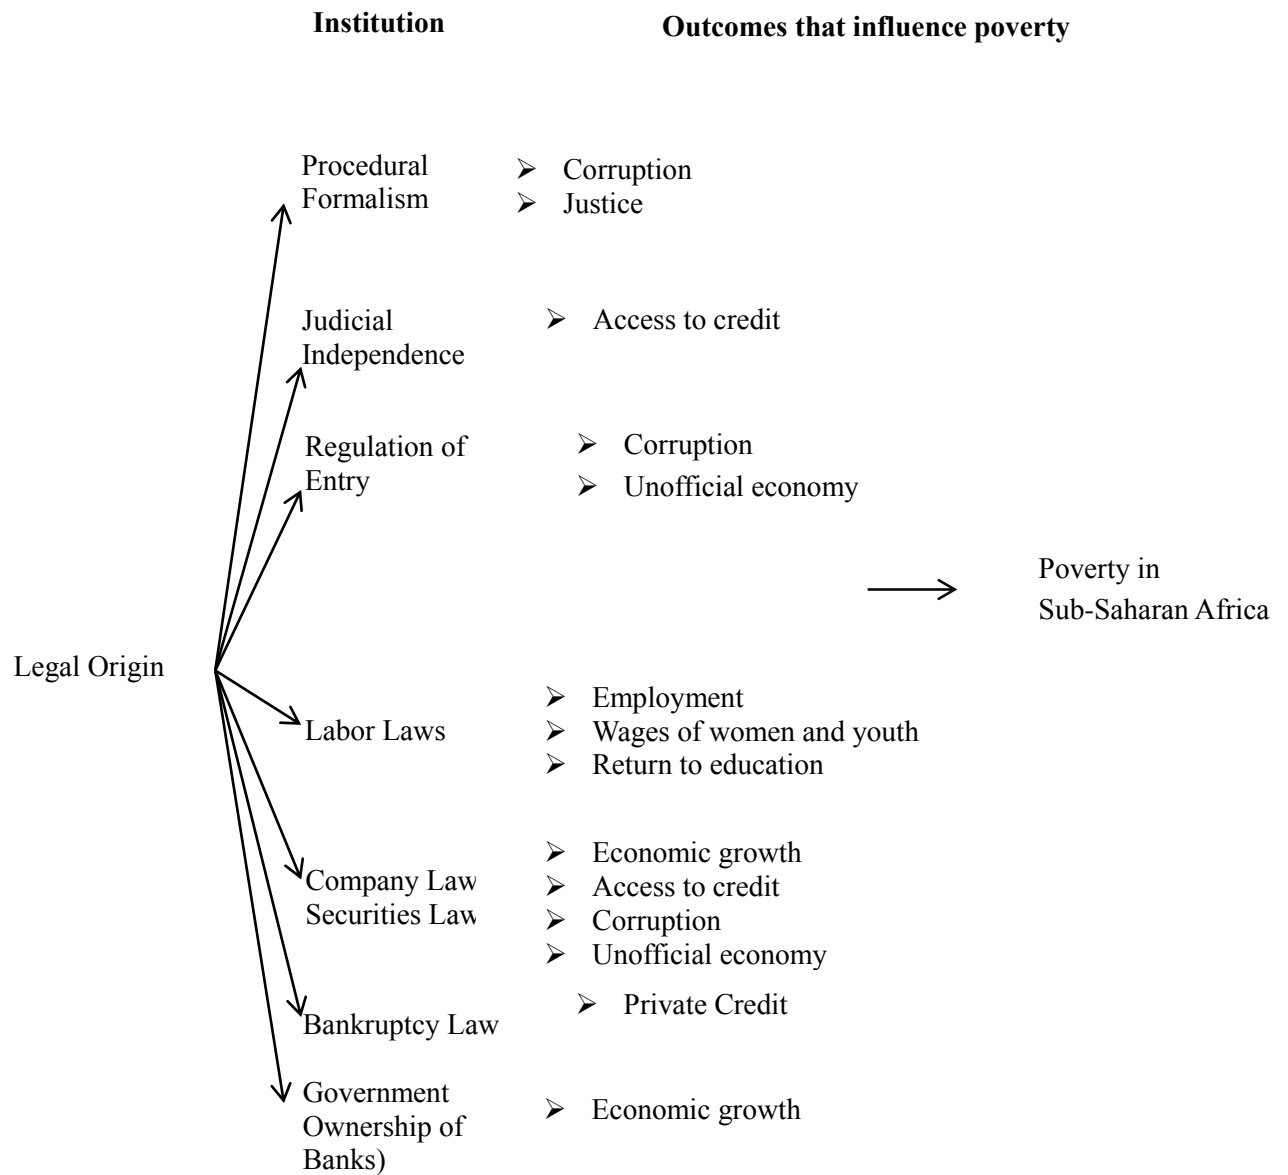 Institution
Outcomes that influence poverty
Procedural
Formalism
➢ Corruption
➢ Justice
Judicial
Independence
➢ Access to credit
Regulation of
Entry
➢ Corruption
➢ Unofficial economy
Poverty in
Sub-Saharan Africa
Legal Origin
Labor Laws
➢ Employment
➢ Wages of women and youth
➢ Return to education
Company Law
Securities Law
➢ Economic growth
➢ Access to credit
➢ Corruption
➢ Unofficial economy
Bankruptcy Law
➢ Private Credit
Government
Ownership of
Banks)
➢ Economic growth